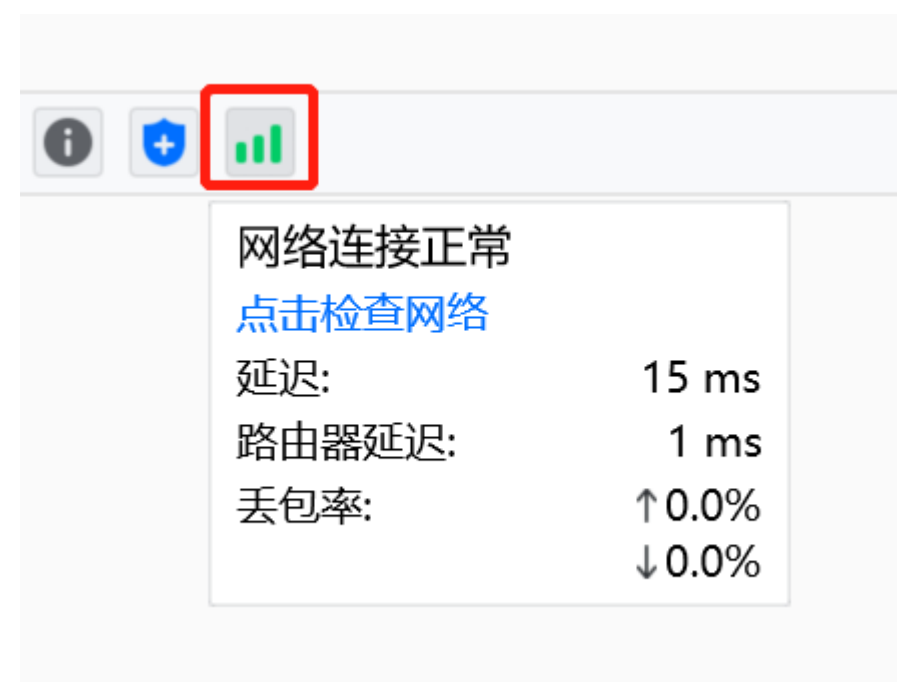 网络连接正常
点击检查网络
延迟: 15 ms
路由器延迟: 1 ms
丢包率: ↑0.0%
↓0.0%